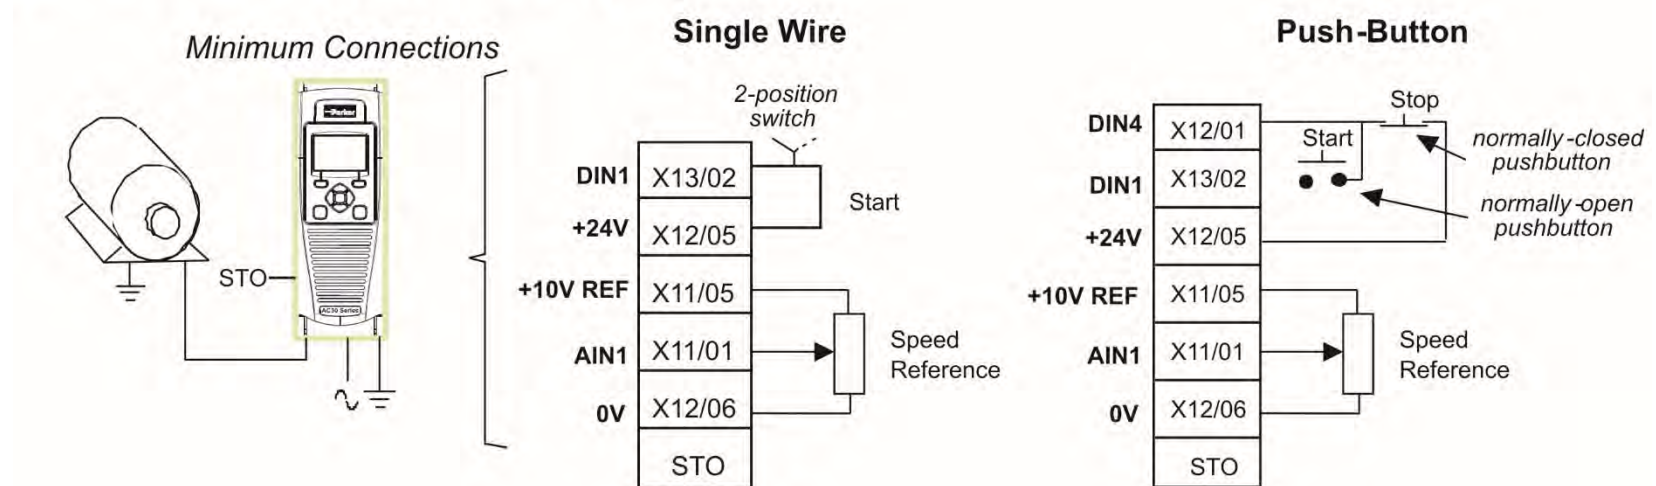 Minimum Connections
Parker
STO
AC30 Series
Single Wire
2-position
switch
DIN1 X13/02
Start
+24V X12/05
+10V REF X11/05
AIN1 X11/01
Speed
Reference
0V X12/06
STO
Push-Button
DIN4 X12/01
Stop
Start
normally-closed
pushbutton
DIN1 X13/02
normally-open
pushbutton
+24V X12/05
+10V REF X11/05
AIN1 X11/01
Speed
Reference
0V X12/06
STO